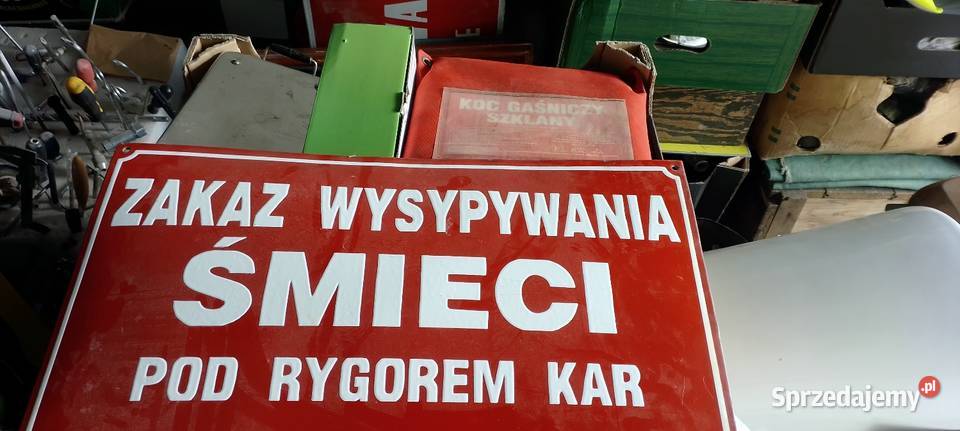 A
E
KOC GAŚNICZY
SZKLANY
ZAKAZ WYSYPYWANIA
ŚMIECI
POD RYGOREM KAR
Sprzedajemy.pl